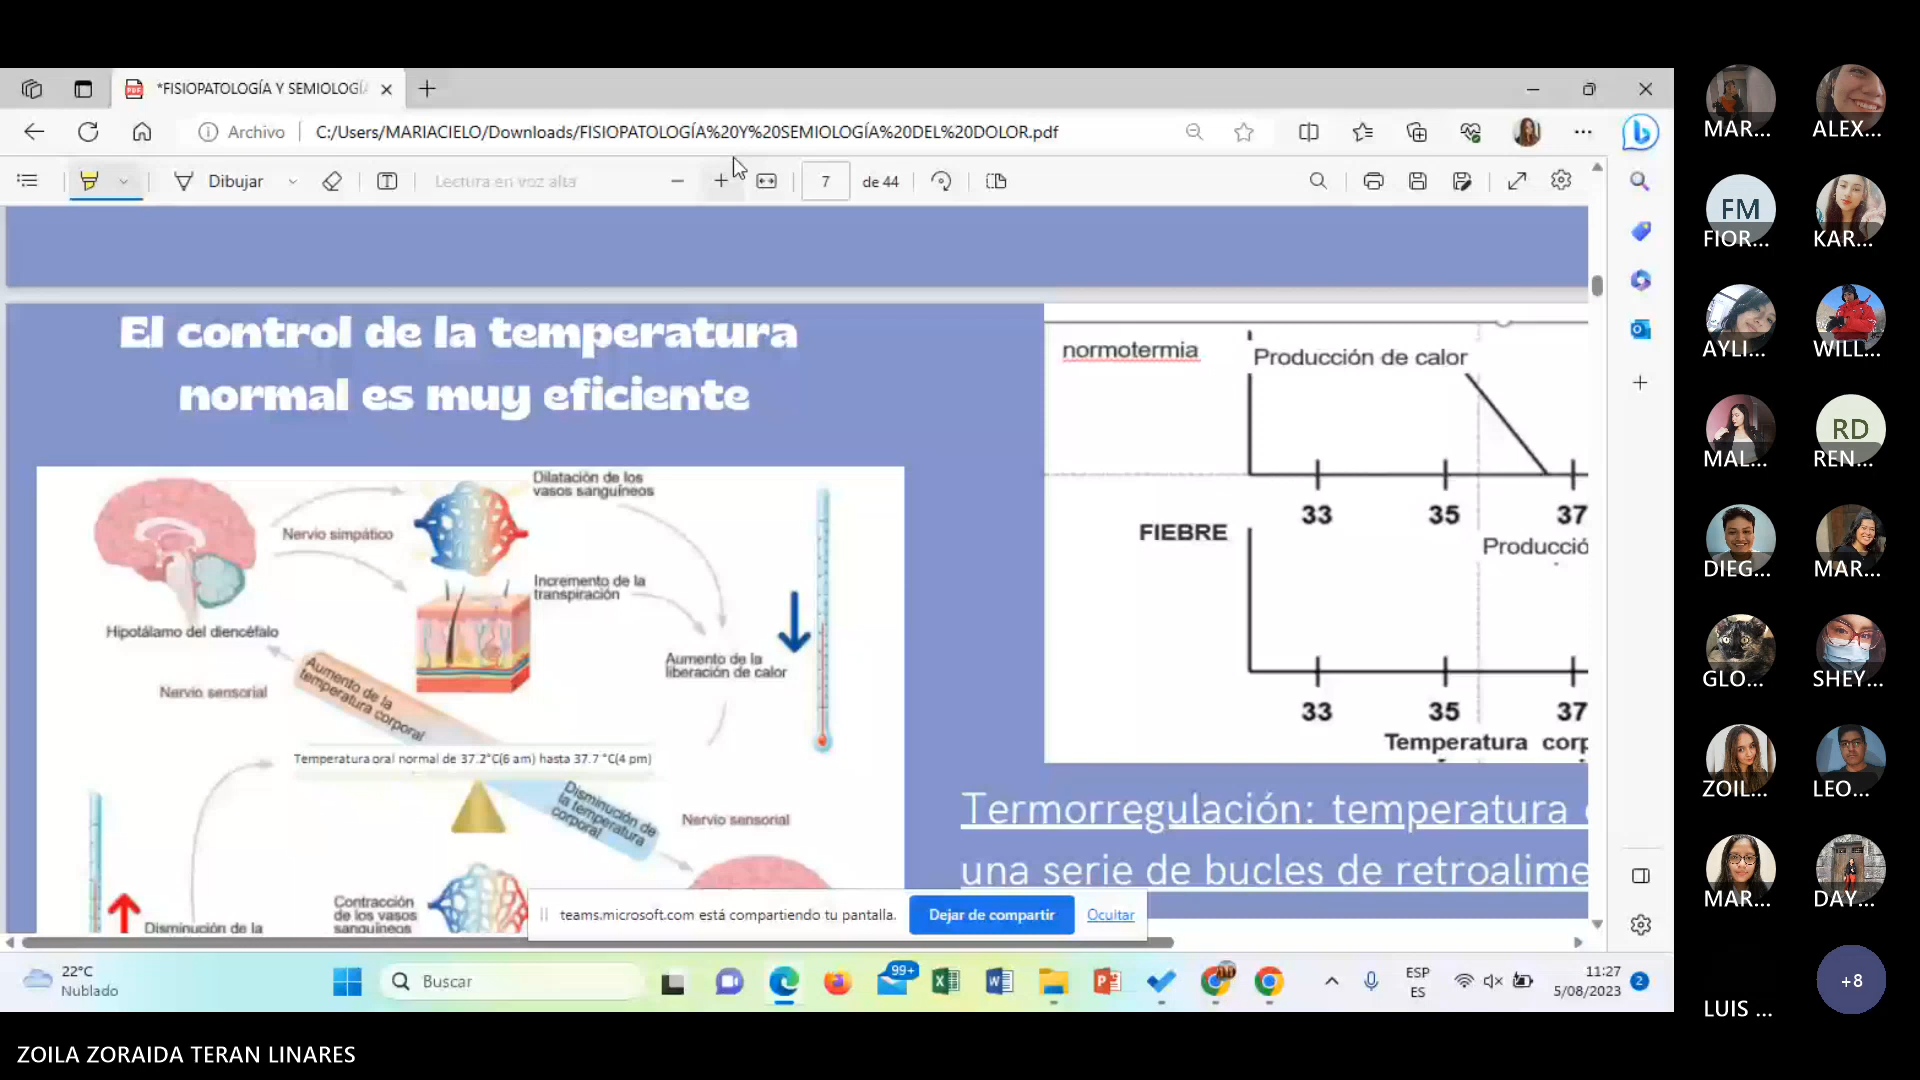 *FISIOPATOLOGÍA Y SEMIOLOGÍA
Archivo
C:/Users/MARIACIELO/Downloads/FISIOPATOLOGÍA%20Y%20SEMIOLOGÍA%20DEL%20DOLOR.pdf
Dibujar
Lectura en voz alta
7
de 44
El control de la temperatura
normal es muy eficiente
Dilatación de los
vasos sanguíneos
Nervio simpático
Incremento de la
transpiración
Hipotálamo del diencéfalo
Aumento de la
liberación de calor
Aumento de la
temperatura corporal
Nervio sensorial
Temperatura oral normal de 37.2°C(6 am) hasta 37.7 °C(4 pm)
Disminución de
la temperatura
corporal
Nervio sensorial
Contracción
de los vasos
sanguíneos
Disminución de la
normotermia
Producción de calor
33 35 37
FIEBRE
Producció
33 35 37
Temperatura corp
Termorregulación: temperatura
una serie de bucles de retroalime
teams.microsoft.com está compartiendo tu pantalla.
Dejar de compartir
Ocultar
22°C
Nublado
Buscar
99+
ESP
ES
11:27
5/08/2023
2
MAR...
ALEX...
FM
FIOR...
KAR...
AYLI...
WILL...
MAL...
RD
REN...
DIEG...
MAR...
GLO...
SHEY...
ZOIL...
LEO...
MAR...
DAY...
LUIS ...
+8
ZOILA ZORAIDA TERAN LINARES